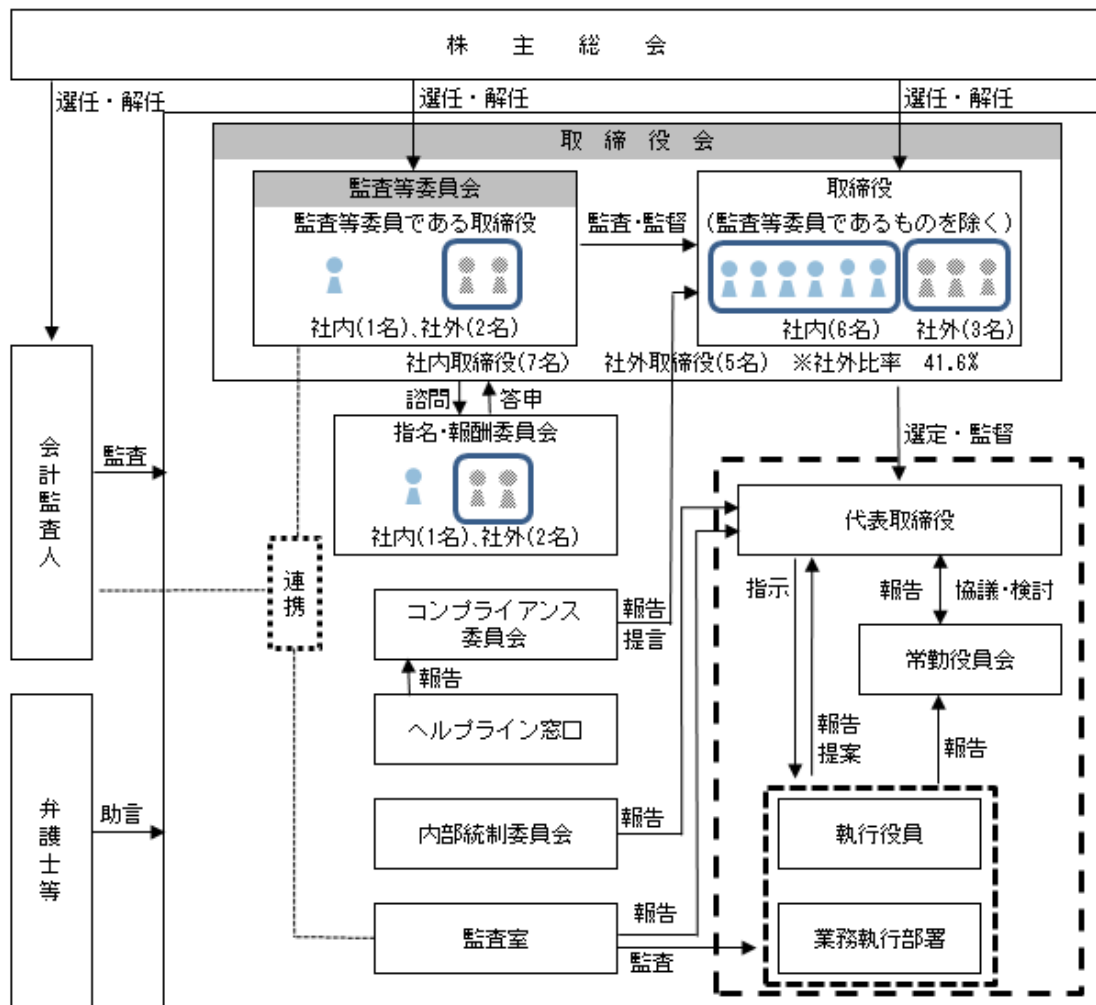 株主総会
選任・解任
選任・解任
選任・解任
取締役会
監査等委員会
監査等委員である取締役
社内(1名)、社外(2名)
監査・監督
取締役
(監査等委員であるものを除く)
社内(6名)
社外(3名)
社内取締役(7名)
社外取締役(5名)
※社外比率 41.6%
諮問
答申
指名・報酬委員会
社内(1名)、社外(2名)
選定・監督
会計監査人
監査
連携
代表取締役
指示
報告
協議・検討
コンプライアンス
委員会
報告
提言
常勤役員会
報告
ヘルプライン窓口
報告
提案
報告
弁護士等
助言
内部統制委員会
報告
執行役員
監査室
報告
監査
業務執行部署